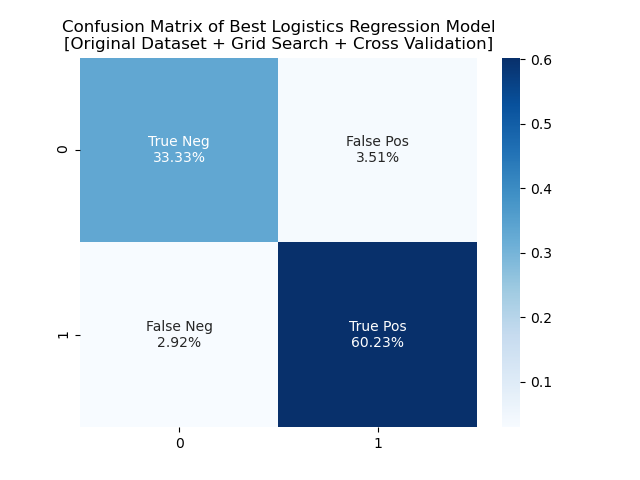 Confusion Matrix of Best Logistics Regression Model
[Original Dataset + Grid Search + Cross Validation]
0
True Neg
33.33%
False Pos
3.51%
1
False Neg
2.92%
True Pos
60.23%
0
1
0.6
0.5
0.4
0.3
0.2
0.1